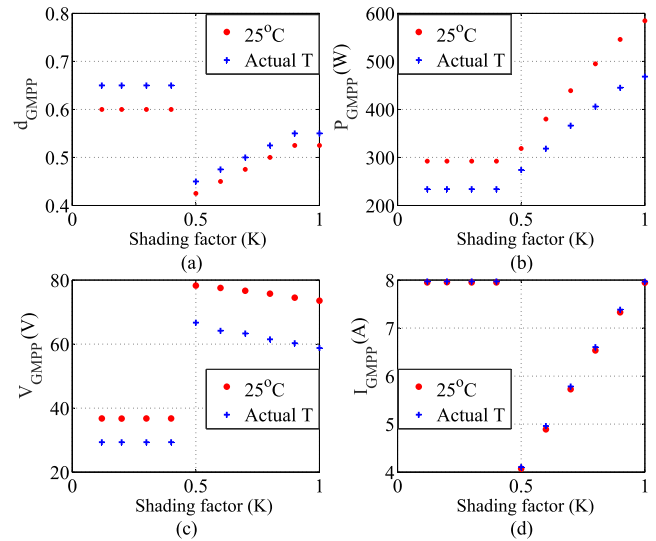 0.8
0.7
0.6
0.5
0.4
d_GMPP
25°C
Actual T
0 0.5 1
Shading factor (K)
(a)
600
500
400
300
200
P_GMPP(W)
25°C
Actual T
0 0.5 1
Shading factor (K)
(b)
80
60
40
20
V_GMPP(V)
25°C
Actual T
0 0.5 1
Shading factor (K)
(c)
8
7
6
5
4
I_GMPP(A)
25°C
Actual T
0 0.5 1
Shading factor (K)
(d)